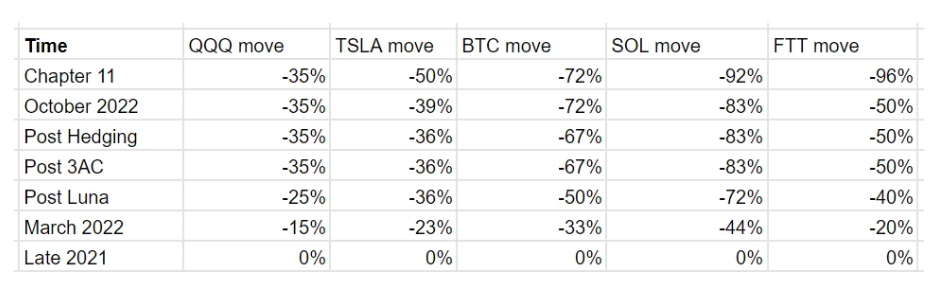 Time QQQ move TSLA move BTC move SOL move FTT move
Chapter 11 -35% -50% -72% -92% -96%
October 2022 -35% -39% -72% -83% -50%
Post Hedging -35% -36% -67% -83% -50%
Post 3AC -35% -36% -67% -83% -50%
Post Luna -25% -36% -50% -72% -40%
March 2022 -15% -23% -33% -44% -20%
Late 2021 0% 0% 0% 0% 0%